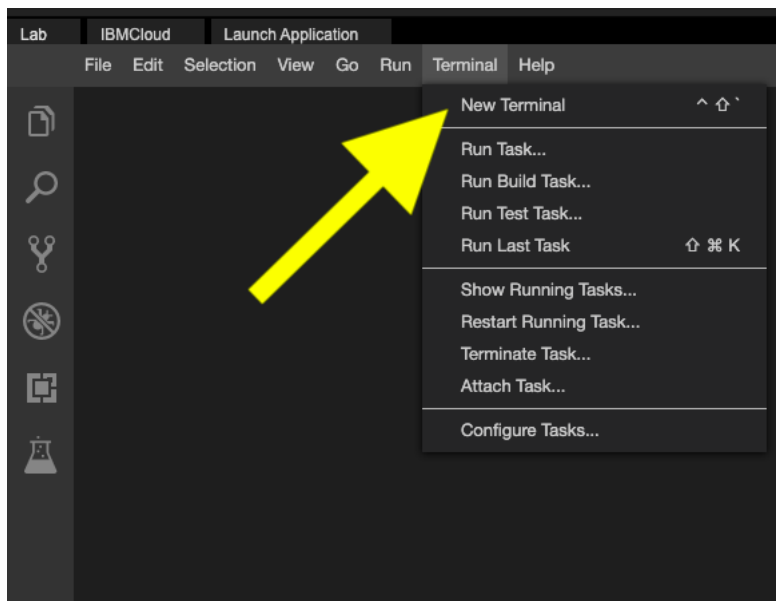 Lab IBMCloud Launch Application
File Edit Selection View Go Run Terminal Help
New Terminal ^ ⇧ `
Run Task...
Run Build Task...
Run Test Task...
Run Last Task ⇧ ⌘ K
Show Running Tasks...
Restart Running Task...
Terminate Task...
Attach Task...
Configure Tasks...